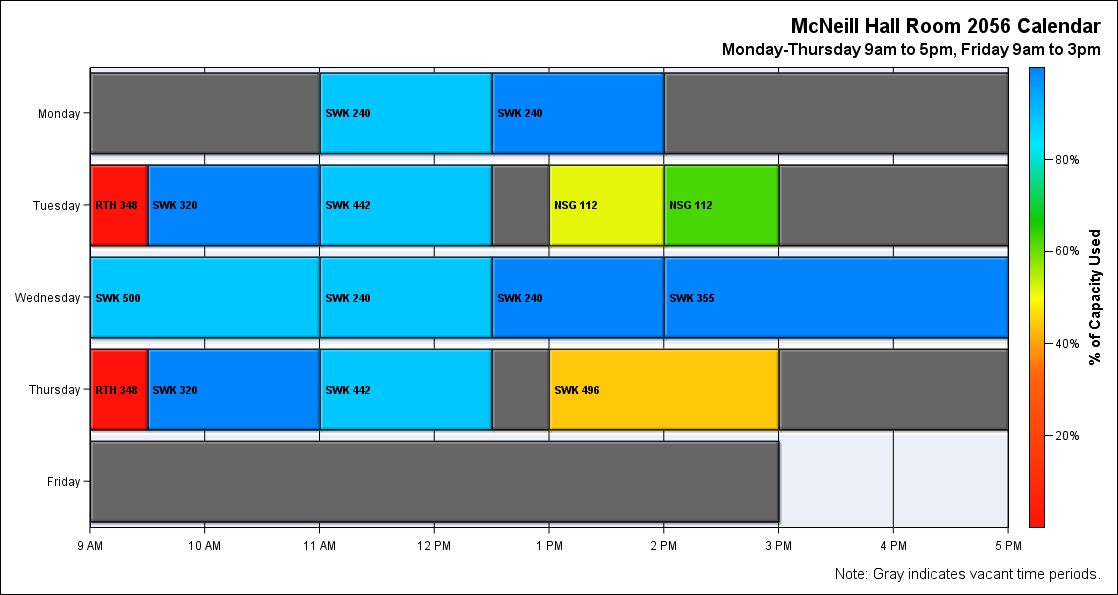 McNeill Hall Room 2056 Calendar
Monday-Thursday 9am to 5pm, Friday 9am to 3pm
Monday
SWK 240
SWK 240
Tuesday
RTH 348
SWK 320
SWK 442
NSG 112
NSG 112
Wednesday
SWK 500
SWK 240
SWK 240
SWK 355
Thursday
RTH 348
SWK 320
SWK 442
SWK 496
Friday
9 AM
10 AM
11 AM
12 PM
1 PM
2 PM
3 PM
4 PM
5 PM
80%
60%
40%
20%
% of Capacity Used
Note: Gray indicates vacant time periods.